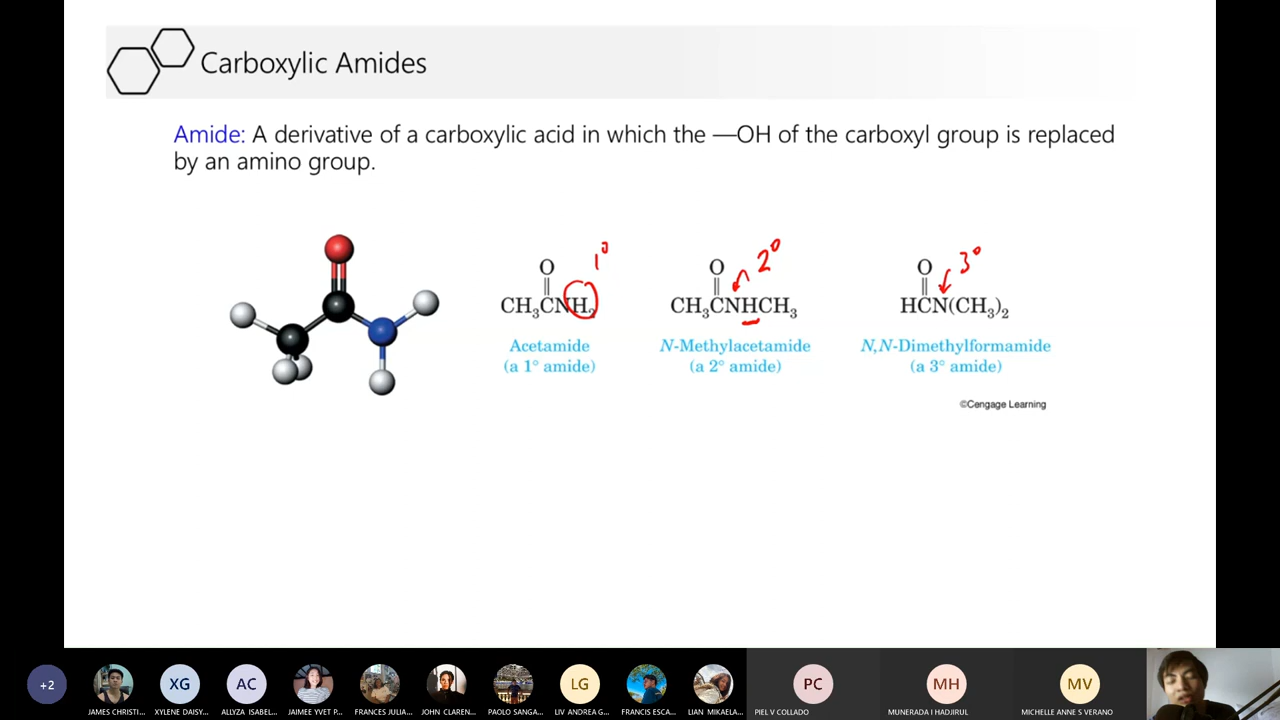 Carboxylic Amides
Amide: A derivative of a carboxylic acid in which the —OH of the carboxyl group is replaced
by an amino group.
1° 2° 3°
O O O
|| || ||
CH₃CNH₂ CH₃CNHCH₃ HCN(CH₃)₂
Acetamide N-Methylacetamide N,N-Dimethylformamide
(a 1° amide) (a 2° amide) (a 3° amide)
©Cengage Learning
+2 XG AC LG PC MH MV
JAMES CHRISTI... XYLENE DAISY... ALLYZA ISABEL... JAIMEE YVET P... FRANCES JULIA... JOHN CLAREN... PAOLO SANGA... LIV ANDREA G... FRANCIS ESCA... LIAN MIKAELA... PIEL V COLLADO MUNERADA I HADJIRUL MICHELLE ANNE S VERANO